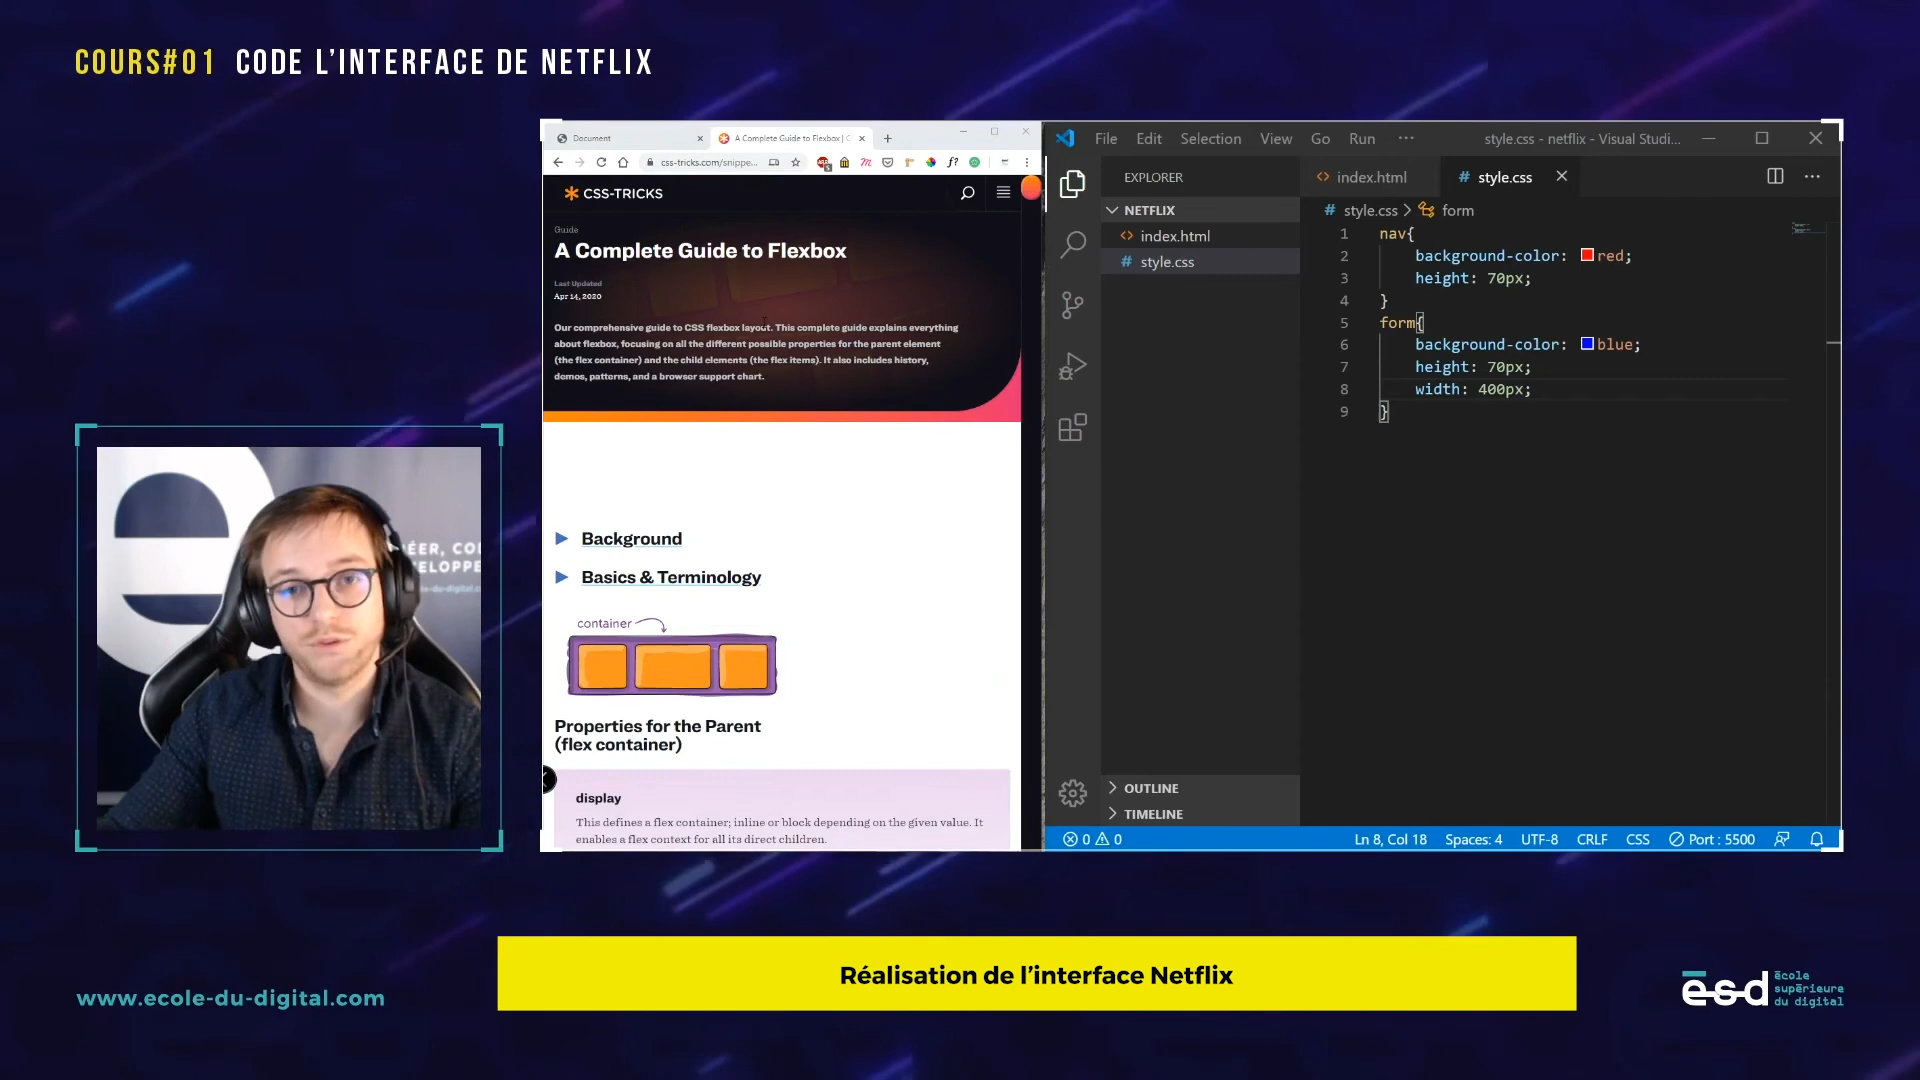 COURS#01 CODE L'INTERFACE DE NETFLIX
Document
A Complete Guide to Flexbox | C
css-tricks.com/snippe...
CSS-TRICKS
Guide
A Complete Guide to Flexbox
Last Updated
Apr 14, 2020
Our comprehensive guide to CSS flexbox layout. This complete guide explains everything
about flexbox, focusing on all the different possible properties for the parent element
(the flex container) and the child elements (the flex items). It also includes history,
demos, patterns, and a browser support chart.
Background
Basics & Terminology
container
Properties for the Parent
(flex container)
display
This defines a flex container; inline or block depending on the given value. It
enables a flex context for all its direct children.
File Edit Selection View Go Run ···
style.css - netflix - Visual Studi...
EXPLORER
NETFLIX
index.html
style.css
OUTLINE
TIMELINE
index.html
style.css
style.css > form
1 nav{
2 background-color: red;
3 height: 70px;
4 }
5 form{
6 background-color: blue;
7 height: 70px;
8 width: 400px;
9 }
0 0
Ln 8, Col 18 Spaces: 4 UTF-8 CRLF CSS Port : 5500
ÉER, CO
ELOPPE
-du-digital.c
Réalisation de l'interface Netflix
www.ecole-du-digital.com
esd
école
supérieure
du digital